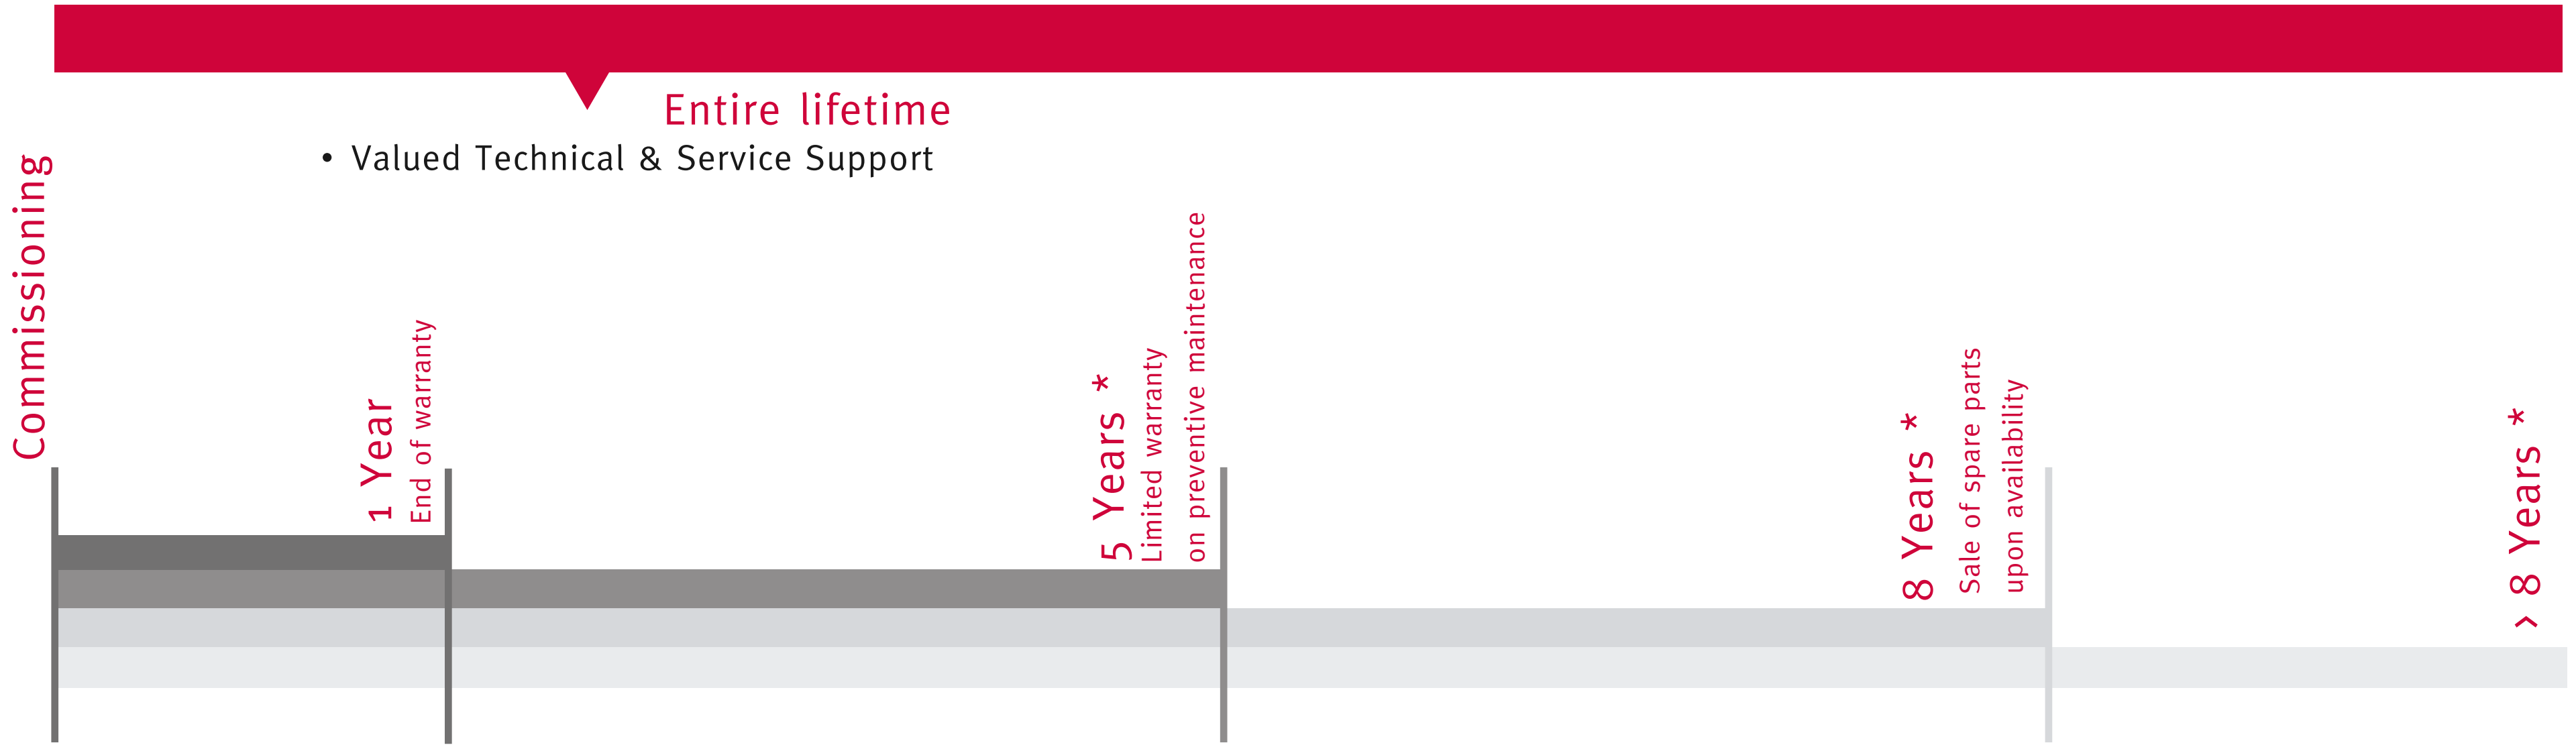 Entire lifetime
• Valued Technical & Service Support
Commissioning
1 Year
End of warranty
5 Years *
Limited warranty
on preventive maintenance
8 Years *
Sale of spare parts
upon availability
> 8 Years *